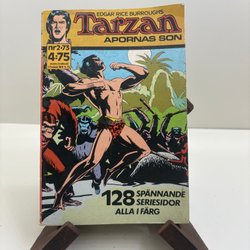 EDGAR RICE BURROUGHS
Tarzan
APORNAS SON
nr 2-73
4:75
128 SPÄNNANDE
SERIESIDOR
ALLA I FÄRG